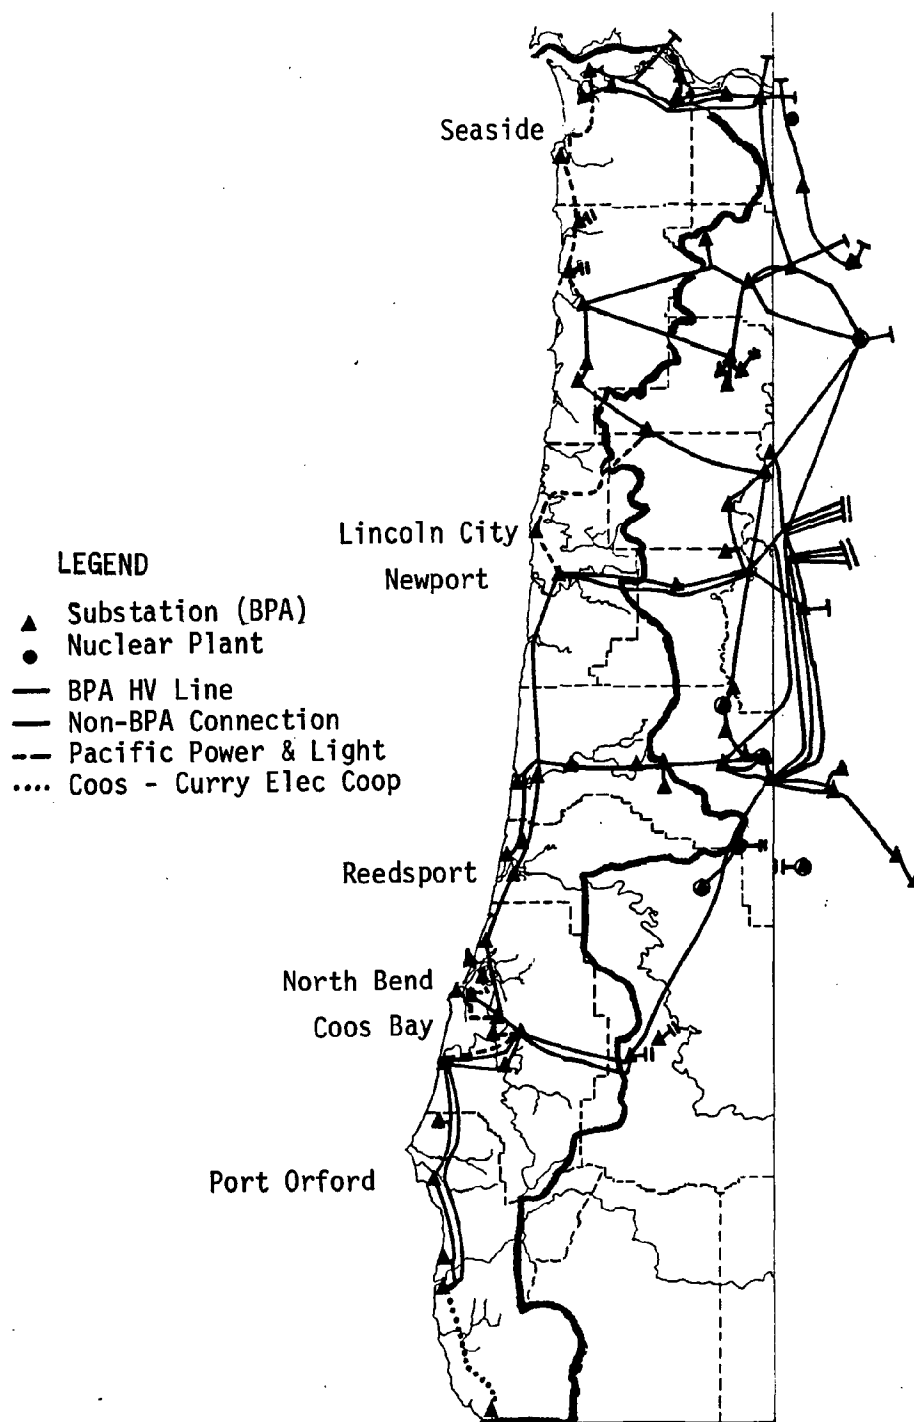 Seaside
Lincoln City
Newport
LEGEND
Substation (BPA)
Nuclear Plant
BPA HV Line
Non-BPA Connection
Pacific Power & Light
Coos - Curry Elec Coop
Reedsport
North Bend
Coos Bay
Port Orford